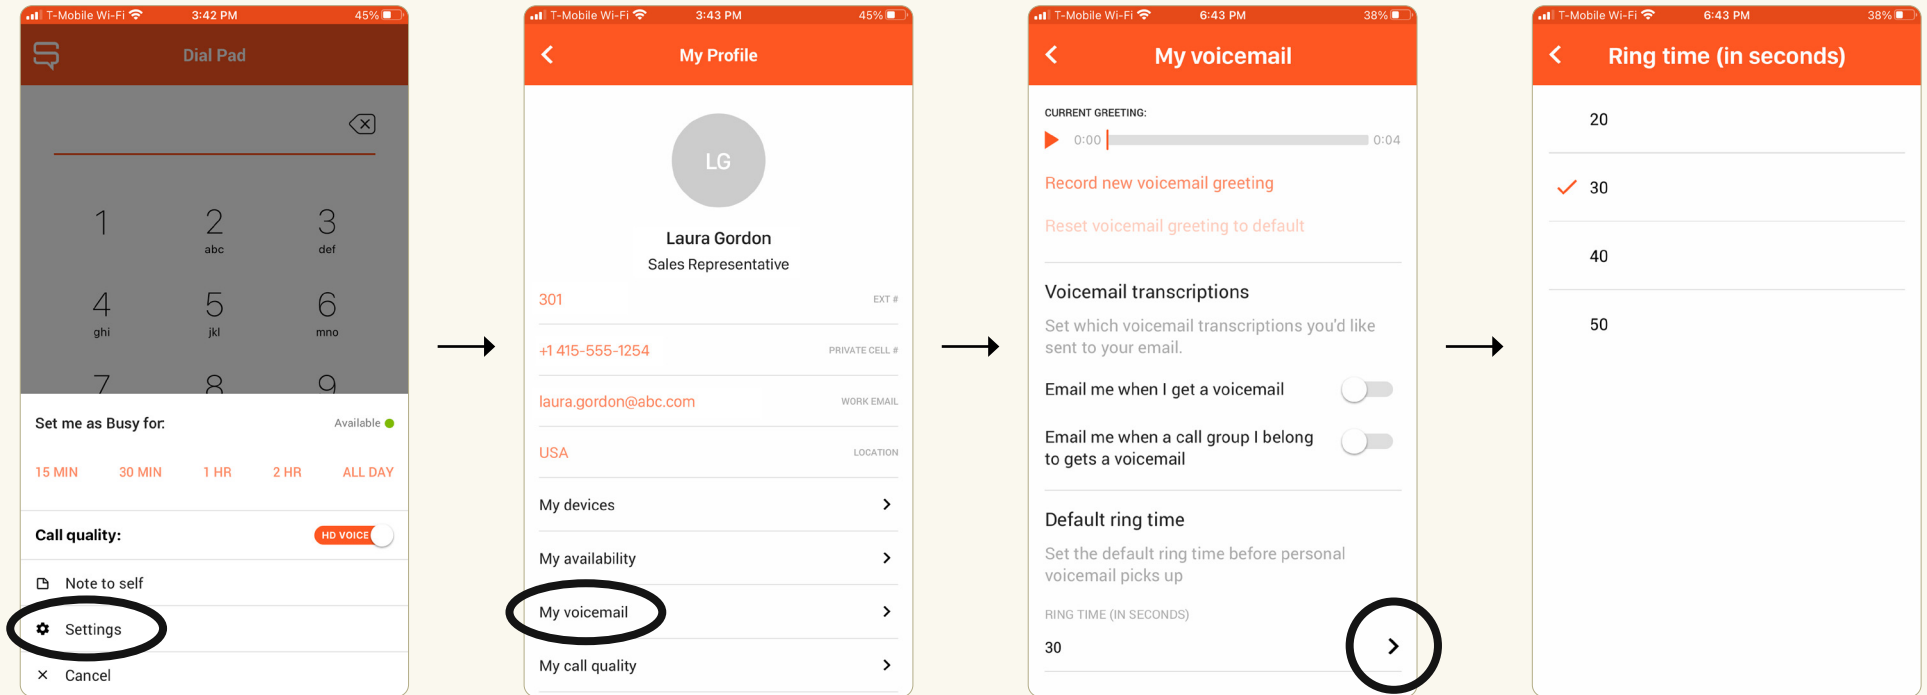 T-Mobile Wi-Fi 3:42 PM 45%
Dial Pad
1 2 3
abc def
4 5 6
ghi jkl mno
7 8 9
Set me as Busy for: Available
15 MIN 30 MIN 1 HR 2 HR ALL DAY
Call quality: HD VOICE
Note to self
Settings
Cancel
T-Mobile Wi-Fi 3:43 PM 45%
My Profile
LG
Laura Gordon
Sales Representative
301 EXT #
+1 415-555-1254 PRIVATE CELL #
laura.gordon@abc.com WORK EMAIL
USA LOCATION
My devices
My availability
My voicemail
My call quality
T-Mobile Wi-Fi 6:43 PM 38%
My voicemail
CURRENT GREETING:
0:00 0:04
Record new voicemail greeting
Reset voicemail greeting to default
Voicemail transcriptions
Set which voicemail transcriptions you'd like
sent to your email.
Email me when I get a voicemail
Email me when a call group I belong
to gets a voicemail
Default ring time
Set the default ring time before personal
voicemail picks up
RING TIME (IN SECONDS)
30
T-Mobile Wi-Fi 6:43 PM 38%
Ring time (in seconds)
20
30
40
50